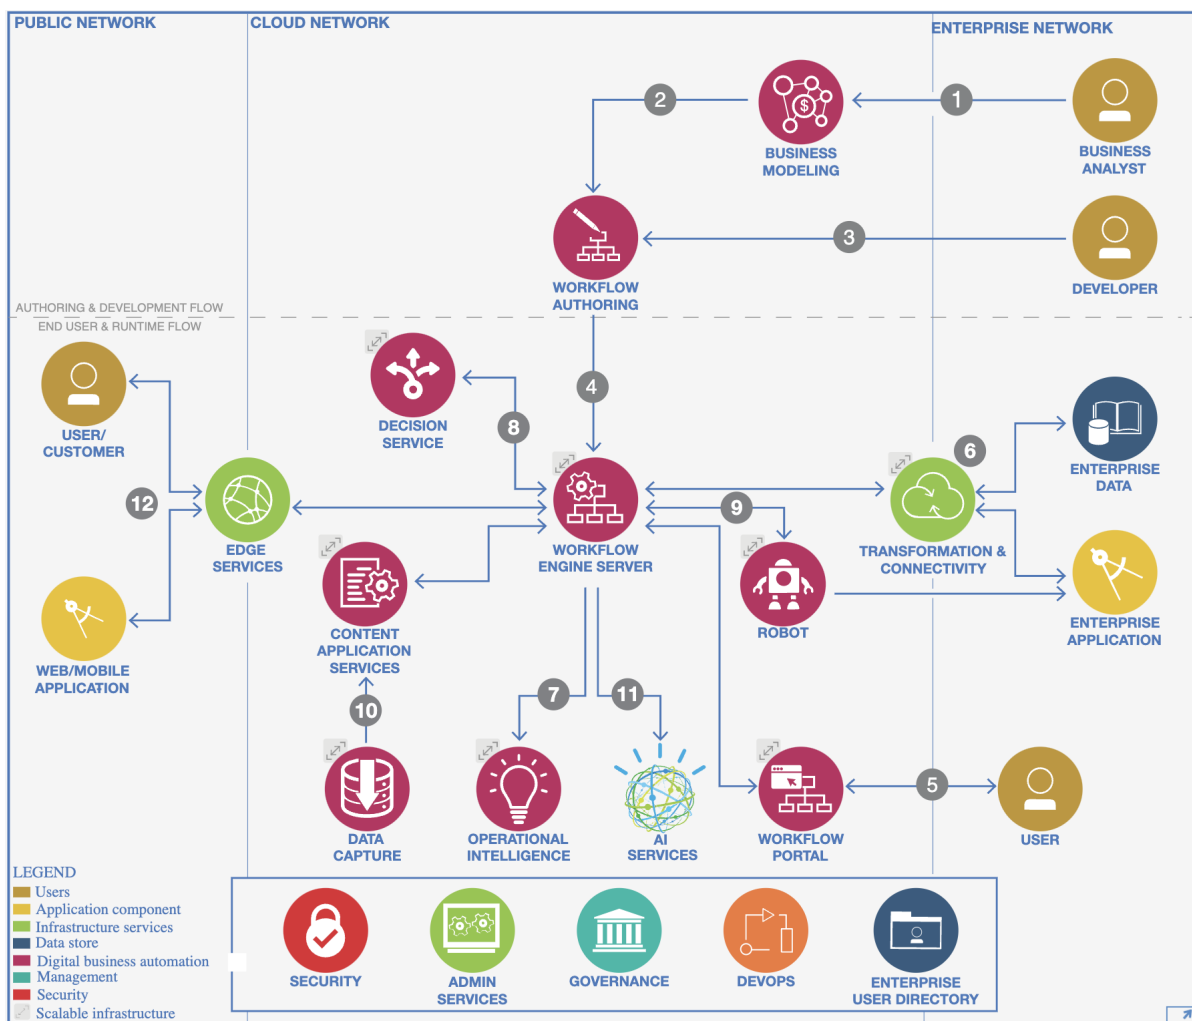 PUBLIC NETWORK
CLOUD NETWORK
ENTERPRISE NETWORK
2
1
$
BUSINESS
MODELING
BUSINESS
ANALYST
3
WORKFLOW
AUTHORING
DEVELOPER
AUTHORING & DEVELOPMENT FLOW
END USER & RUNTIME FLOW
4
USER/
CUSTOMER
DECISION
SERVICE
8
6
ENTERPRISE
DATA
12
9
EDGE
SERVICES
WORKFLOW
ENGINE SERVER
TRANSFORMATION &
CONNECTIVITY
CONTENT
APPLICATION
SERVICES
ROBOT
ENTERPRISE
APPLICATION
WEB/MOBILE
APPLICATION
10
7
11
5
DATA
CAPTURE
OPERATIONAL
INTELLIGENCE
AI
SERVICES
WORKFLOW
PORTAL
USER
LEGEND
Users
Application component
Infrastructure services
Data store
Digital business automation
Management
Security
Scalable infrastructure
SECURITY
ADMIN
SERVICES
GOVERNANCE
DEVOPS
ENTERPRISE
USER DIRECTORY